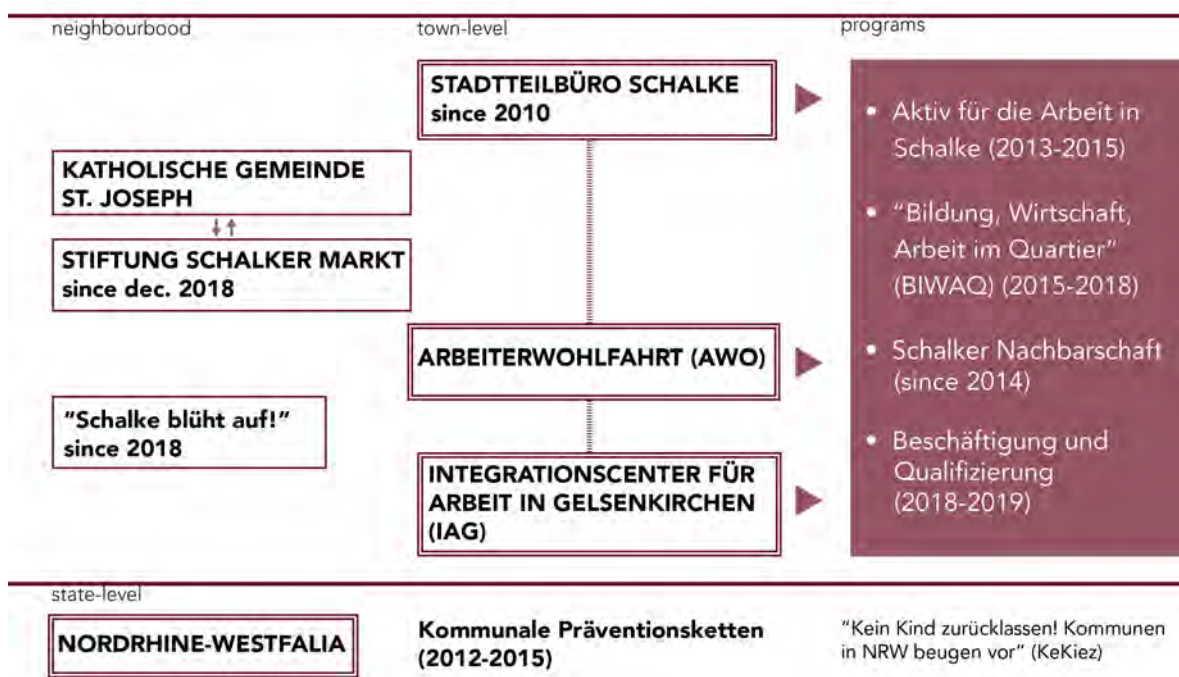 neighbourbood
town-level
programs
STADTTEILBÜRO SCHALKE
since 2010
KATHOLISCHE GEMEINDE
ST. JOSEPH
STIFTUNG SCHALKER MARKT
since dec. 2018
ARBEITERWOHLFAHRT (AWO)
"Schalke blüht auf!"
since 2018
INTEGRATIONSCENTER FÜR
ARBEIT IN GELSENKIRCHEN
(IAG)
• Aktiv für die Arbeit in
Schalke (2013-2015)
• "Bildung, Wirtschaft,
Arbeit im Quartier"
(BIWAQ) (2015-2018)
• Schalker Nachbarschaft
(since 2014)
• Beschäftigung und
Qualifizierung
(2018-2019)
state-level
NORDRHINE-WESTFALIA
Kommunale Präventionsketten
(2012-2015)
"Kein Kind zurücklassen! Kommunen
in NRW beugen vor" (KeKiez)